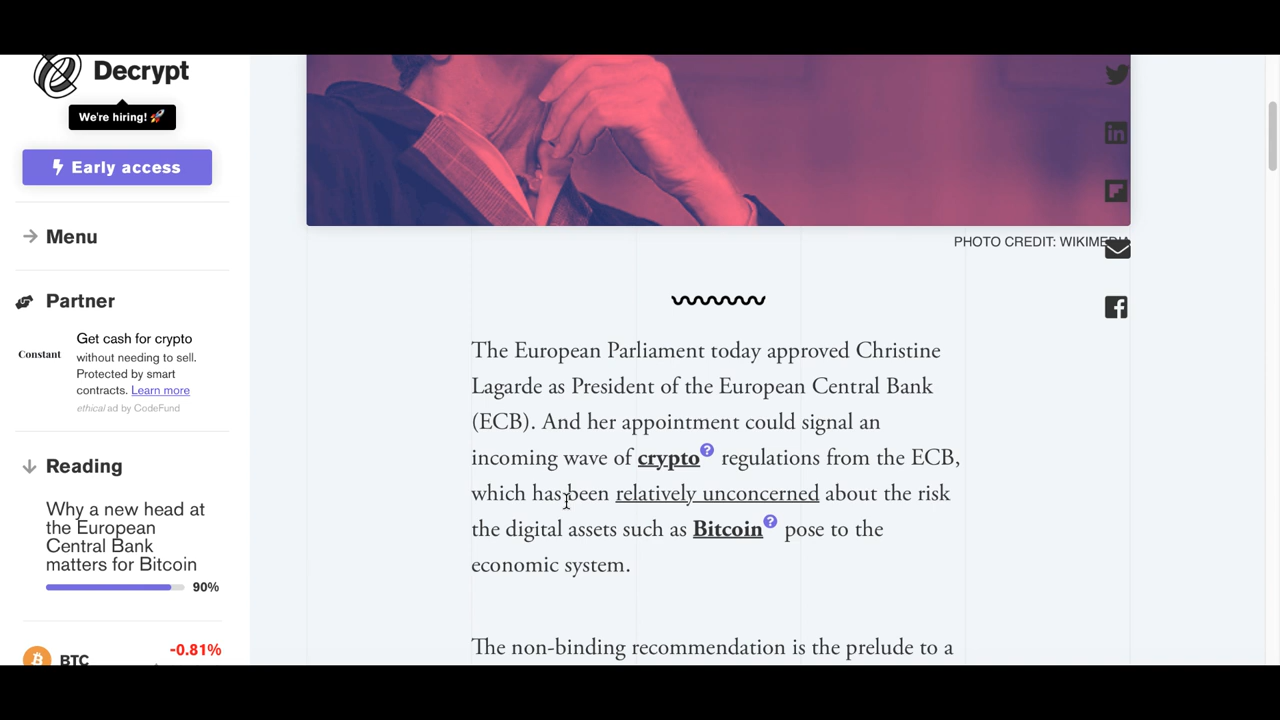 Decrypt
We're hiring! 🚀
Early access
Menu
Partner
Constant
Get cash for crypto
without needing to sell.
Protected by smart
contracts. Learn more
ethical ad by CodeFund
Reading
Why a new head at
the European
Central Bank
matters for Bitcoin
90%
BTC
-0.81%
PHOTO CREDIT: WIKIMEDIA
The European Parliament today approved Christine
Lagarde as President of the European Central Bank
(ECB). And her appointment could signal an
incoming wave of crypto? regulations from the ECB,
which has been relatively unconcerned about the risk
the digital assets such as Bitcoin? pose to the
economic system.
The non-binding recommendation is the prelude to a